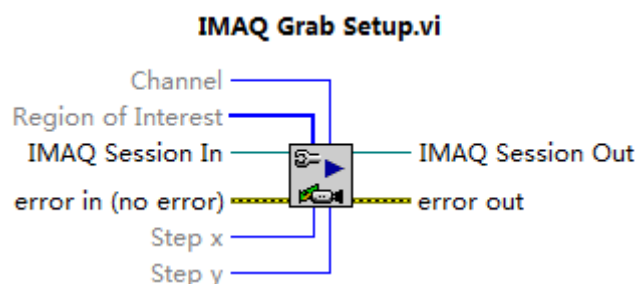 IMAQ Grab Setup.vi
Channel
Region of Interest
IMAQ Session In
IMAQ Session Out
error in (no error)
error out
Step x
Step y